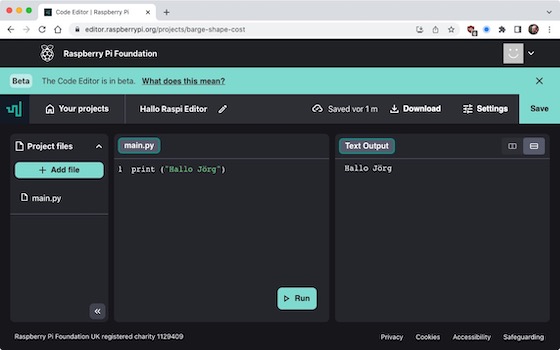 Code Editor | Raspberry Pi
editor.raspberrypi.org/projects/barge-shape-cost
Raspberry Pi Foundation
Beta The Code Editor is in beta. What does this mean?
Your projects Hallo Raspi Editor Saved vor 1 m Download Settings Save
Project files
+ Add file
main.py
main.py
1 print ("Hallo Jörg")
Run
Text Output
Hallo Jörg
Raspberry Pi Foundation UK registered charity 1129409
Privacy Cookies Accessibility Safeguarding